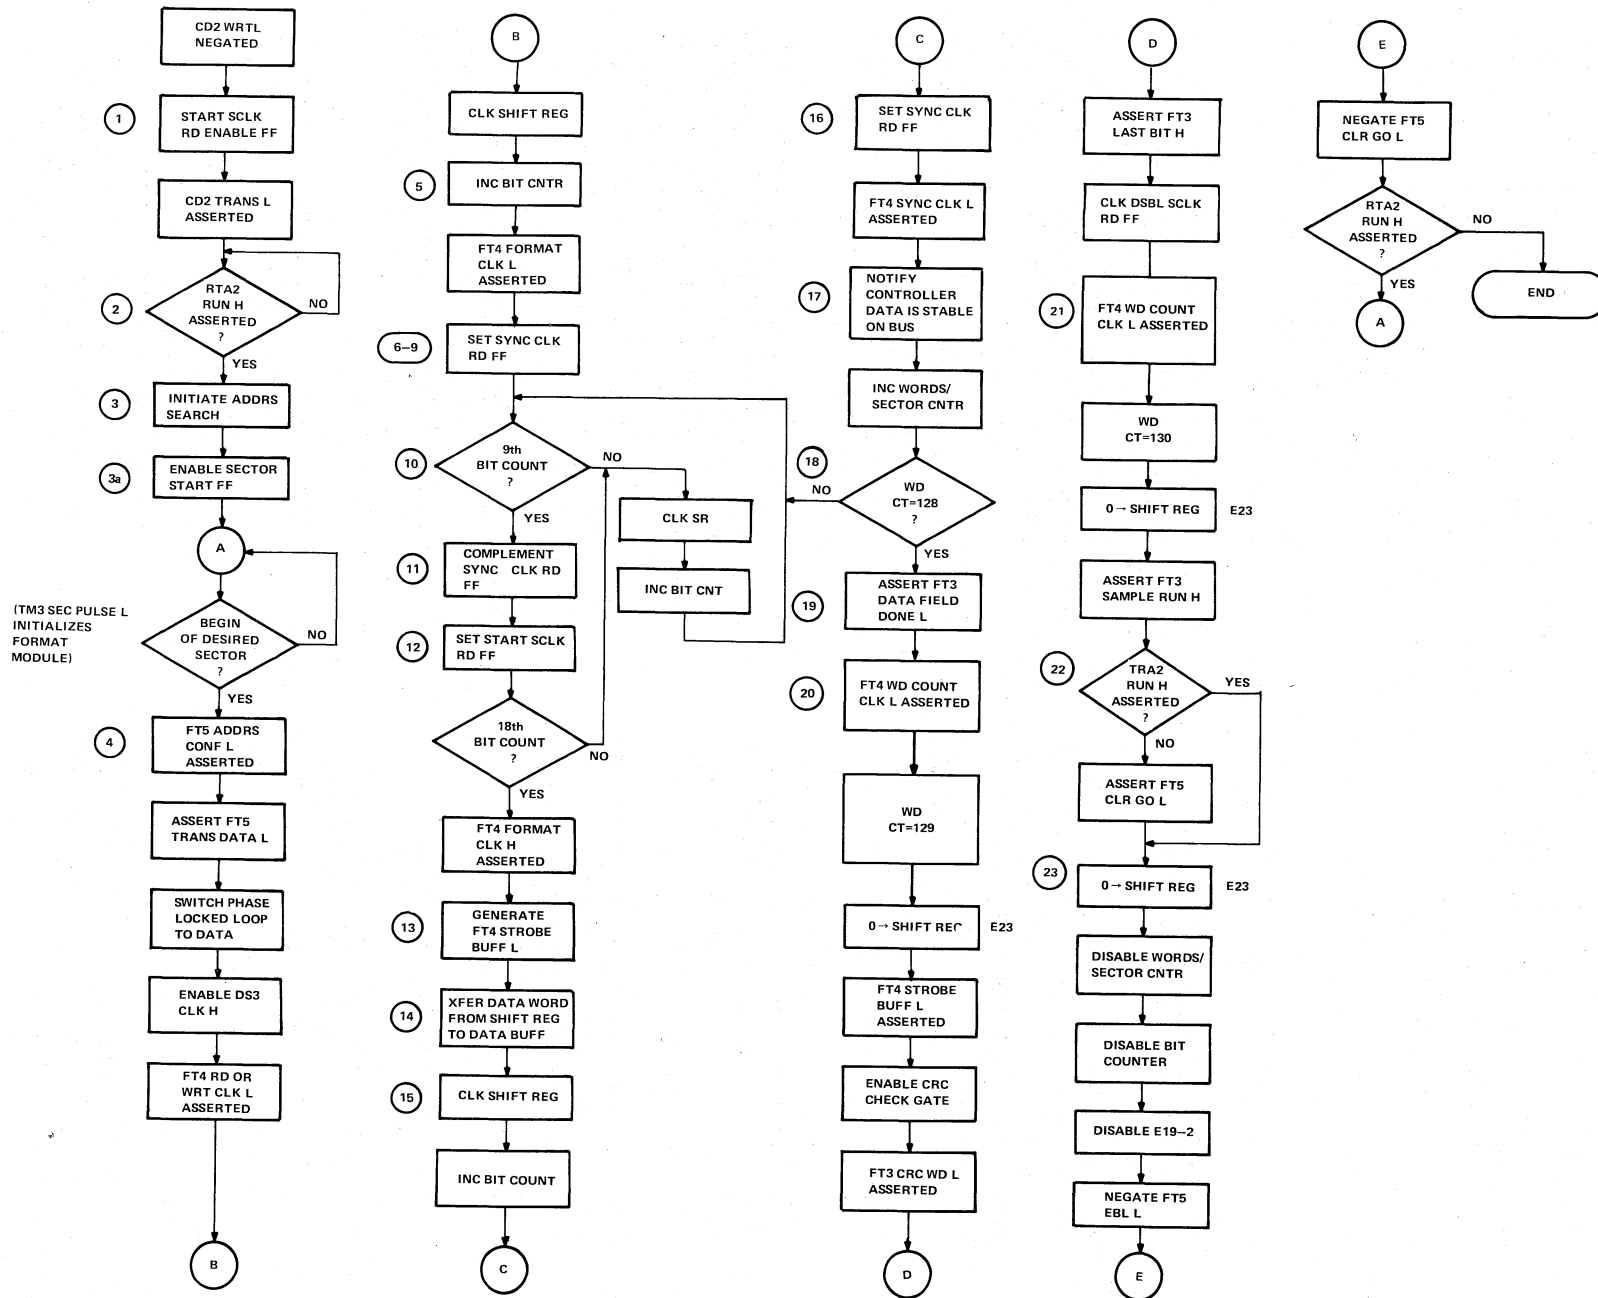 CD2 WRTL
NEGATED
1
START SCLK
RD ENABLE FF
CD2 TRANS L
ASSERTED
2
RTA2
RUN H
ASSERTED
?
NO
YES
3
INITIATE ADDRS
SEARCH
3a
ENABLE SECTOR
START FF
A
(TM3 SEC PULSE L
INITIALIZES
FORMAT
MODULE)
BEGIN
OF DESIRED
SECTOR
?
NO
YES
4
FT5 ADDRS
CONF L
ASSERTED
ASSERT FT5
TRANS DATA L
SWITCH PHASE
LOCKED LOOP
TO DATA
ENABLE DS3
CLK H
FT4 RD OR
WRT CLK L
ASSERTED
B
B
CLK SHIFT REG
5
INC BIT CNTR
FT4 FORMAT
CLK L
ASSERTED
6–9
SET SYNC CLK
RD FF
10
9th
BIT COUNT
?
NO
YES
CLK SR
INC BIT CNT
11
COMPLEMENT
SYNC CLK RD
FF
12
SET START SCLK
RD FF
18th
BIT COUNT
?
NO
YES
FT4 FORMAT
CLK H
ASSERTED
13
GENERATE
FT4 STROBE
BUFF L
14
XFER DATA WORD
FROM SHIFT REG
TO DATA BUFF
15
CLK SHIFT REG
INC BIT COUNT
C
C
16
SET SYNC CLK
RD FF
FT4 SYNC CLK L
ASSERTED
17
NOTIFY
CONTROLLER
DATA IS STABLE
ON BUS
INC WORDS/
SECTOR CNTR
18
WD
CT=128
?
NO
YES
19
ASSERT FT3
DATA FIELD
DONE L
20
FT4 WD COUNT
CLK L ASSERTED
WD
CT=129
0→SHIFT REG
E23
FT4 STROBE
BUFF L
ASSERTED
ENABLE CRC
CHECK GATE
FT3 CRC WD L
ASSERTED
D
D
ASSERT FT3
LAST BIT H
CLK DSBL SCLK
RD FF
21
FT4 WD COUNT
CLK L ASSERTED
WD
CT=130
0→SHIFT REG
E23
ASSERT FT3
SAMPLE RUN H
22
TRA2
RUN H
ASSERTED
?
YES
NO
ASSERT FT5
CLR GO L
23
0→SHIFT REG
E23
DISABLE WORDS/
SECTOR CNTR
DISABLE BIT
COUNTER
DISABLE E19–2
NEGATE FT5
EBL L
E
E
NEGATE FT5
CLR GO L
RTA2
RUN H
ASSERTED
?
NO
YES
END
A